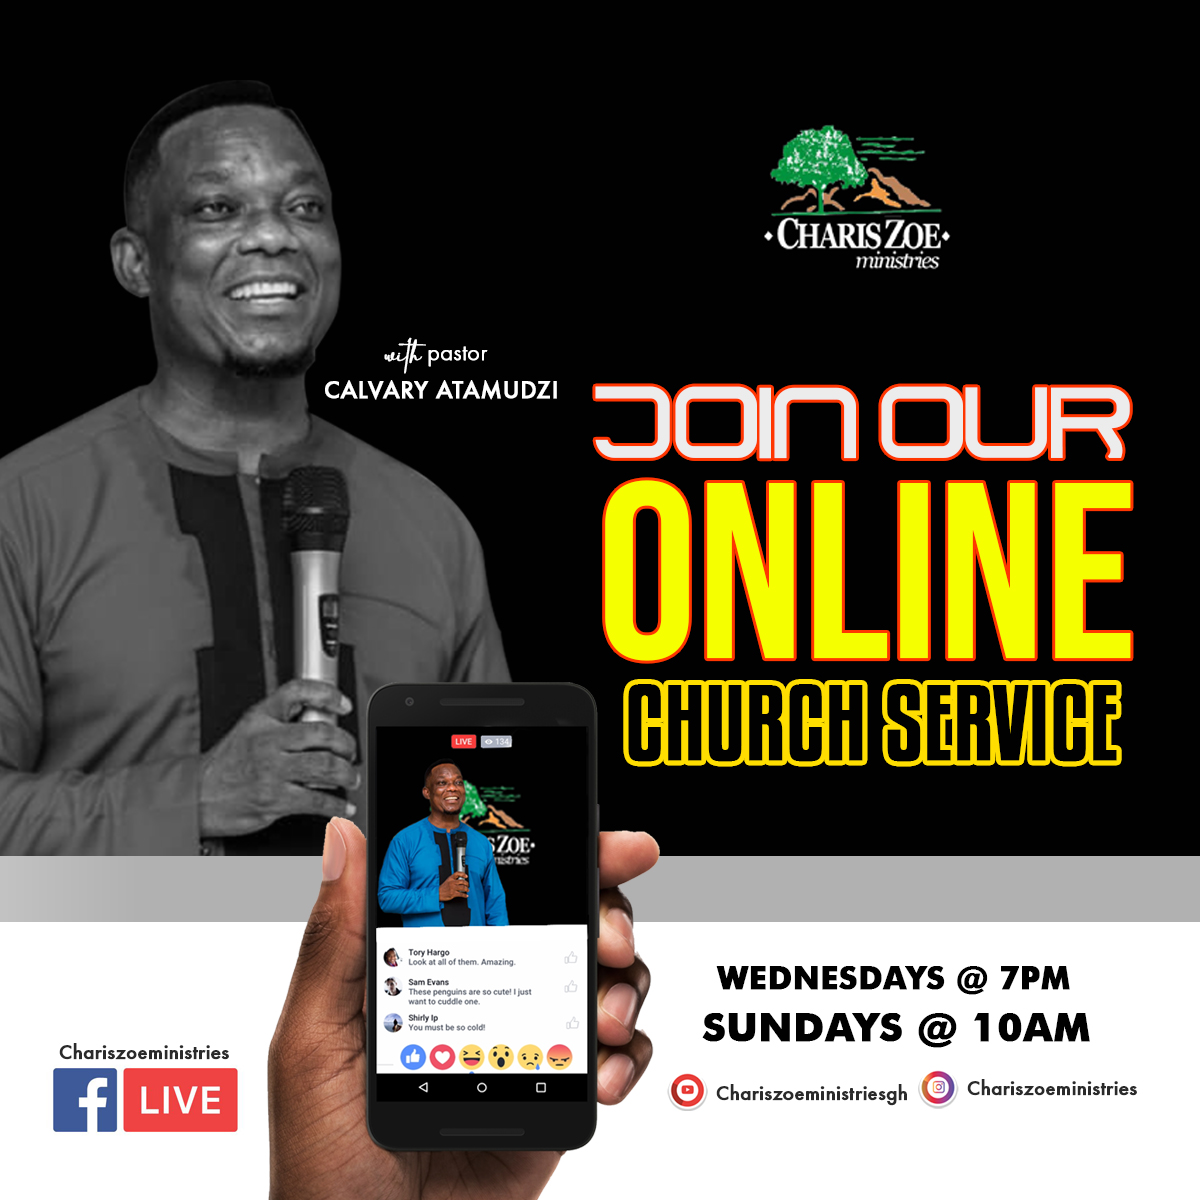 CHARIS ZOE
ministries
with pastor
CALVARY ATAMUDZI
JOIN OUR
ONLINE
CHURCH SERVICE
LIVE 134
S ZOE
nistries
Tory Hargo
Look at all of them. Amazing.
Sam Evans
These penguins are so cute! I just
want to cuddle one.
Shirly Ip
You must be so cold!
WEDNESDAYS @ 7PM
SUNDAYS @ 10AM
Chariszoeministries
f LIVE
Chariszoeministriesgh
Chariszoeministries